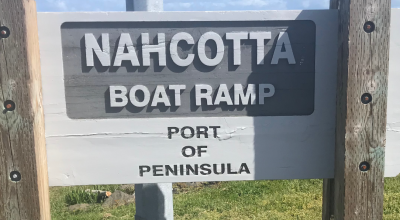 NAHCOTTA
BOAT RAMP
PORT
OF
PENINSULA